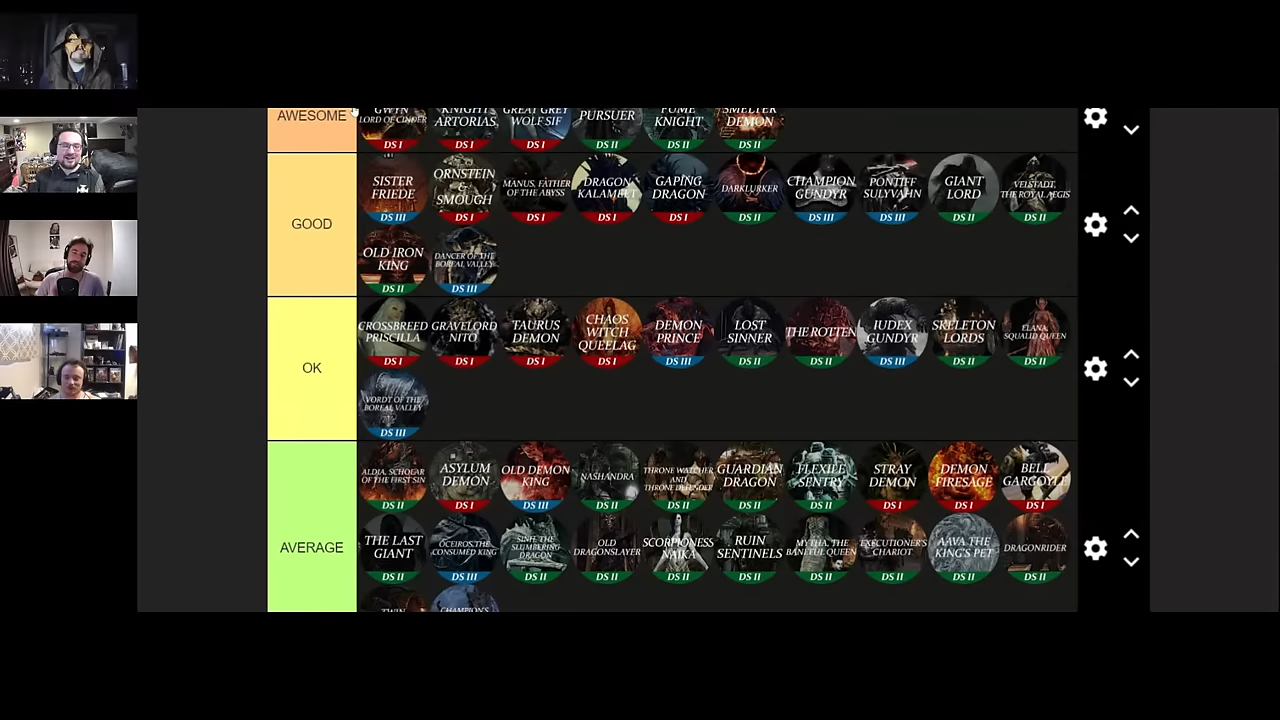 AWESOME
GWYN
LORD OF CINDER
DS I
KNIGHT
ARTORIAS
DS I
GREAT GREY
WOLF SIF
DS I
PURSUER
DS II
FUME
KNIGHT
DS II
SMELTER
DEMON
DS II
GOOD
SISTER
FRIEDE
DS III
ORNSTEIN
&
SMOUGH
DS I
MANUS, FATHER
OF THE ABYSS
DS I
DRAGON
KALAMEET
DS I
GAPING
DRAGON
DS I
DARKLURKER
DS II
CHAMPION
GUNDYR
DS III
PONTIFF
SULYVAHN
DS III
GIANT
LORD
DS II
VELSTADT,
THE ROYAL AEGIS
DS II
OLD IRON
KING
DS II
DANCER OF THE
BOREAL VALLEY
DS III
OK
CROSSBREED
PRISCILLA
DS I
GRAVELORD
NITO
DS I
TAURUS
DEMON
DS I
CHAOS
WITCH
QUEELAG
DS I
DEMON
PRINCE
DS III
LOST
SINNER
DS II
THE ROTTEN
DS II
IUDEX
GUNDYR
DS III
SKELETON
LORDS
DS II
ELANA,
SQUALID QUEEN
DS II
VORDT OF THE
BOREAL VALLEY
DS III
AVERAGE
ALDIA, SCHOLAR
OF THE FIRST SIN
DS II
ASYLUM
DEMON
DS I
OLD DEMON
KING
DS III
NASHANDRA
DS II
THRONE WATCHER
AND
THRONE DEFENDER
DS II
GUARDIAN
DRAGON
DS II
FLEXILE
SENTRY
DS II
STRAY
DEMON
DS I
DEMON
FIRESAGE
DS I
BELL
GARGOYLE
DS I
THE LAST
GIANT
DS II
OCEIROS, THE
CONSUMED KING
DS III
SINH, THE
SLUMBERING
DRAGON
DS II
OLD
DRAGONSLAYER
DS II
SCORPIONESS
NAJKA
DS II
RUIN
SENTINELS
DS II
MYTHA, THE
BANEFUL QUEEN
DS II
EXECUTIONER'S
CHARIOT
DS II
AAVA THE
KING'S PET
DS II
DRAGONRIDER
DS II
TWIN
CHAMPION'S